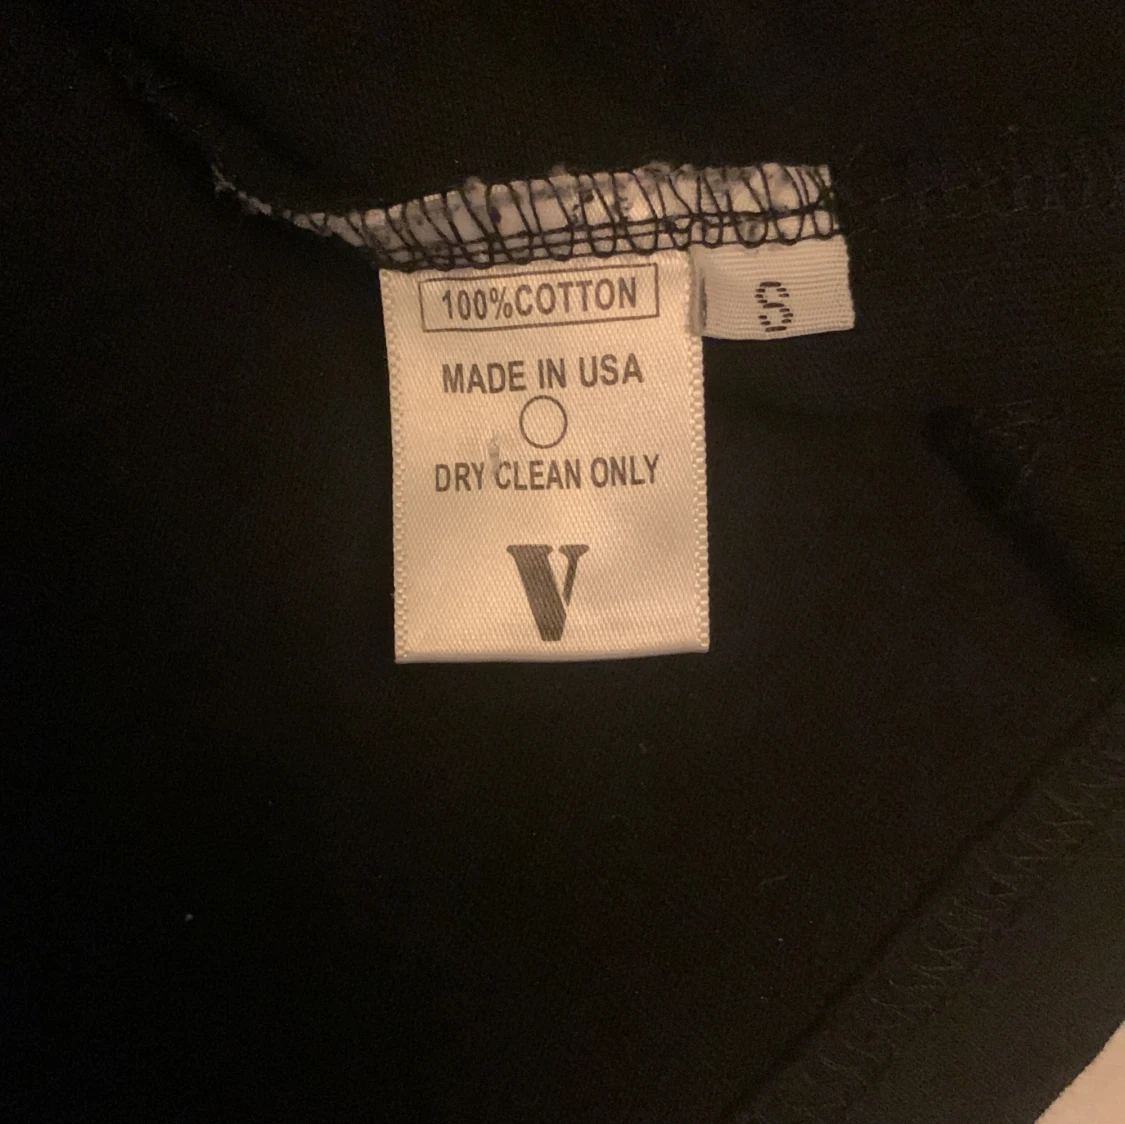 100%COTTON
S
MADE IN USA
DRY CLEAN ONLY
V